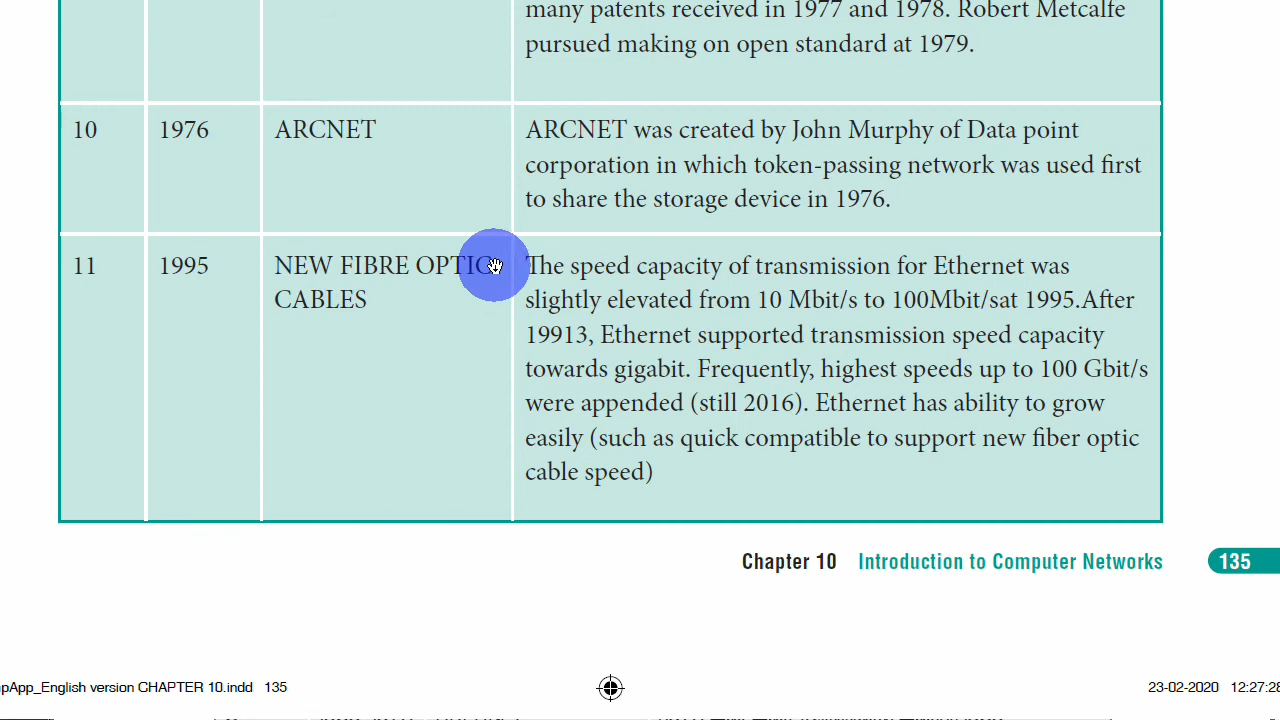 many patents received in 1977 and 1978. Robert Metcalfe
pursued making on open standard at 1979.
10 1976 ARCNET ARCNET was created by John Murphy of Data point
corporation in which token-passing network was used first
to share the storage device in 1976.
11 1995 NEW FIBRE OPTIC The speed capacity of transmission for Ethernet was
CABLES slightly elevated from 10 Mbit/s to 100Mbit/sat 1995.After
19913, Ethernet supported transmission speed capacity
towards gigabit. Frequently, highest speeds up to 100 Gbit/s
were appended (still 2016). Ethernet has ability to grow
easily (such as quick compatible to support new fiber optic
cable speed)
Chapter 10 Introduction to Computer Networks 135
pApp_English version CHAPTER 10.indd 135 23-02-2020 12:27:28